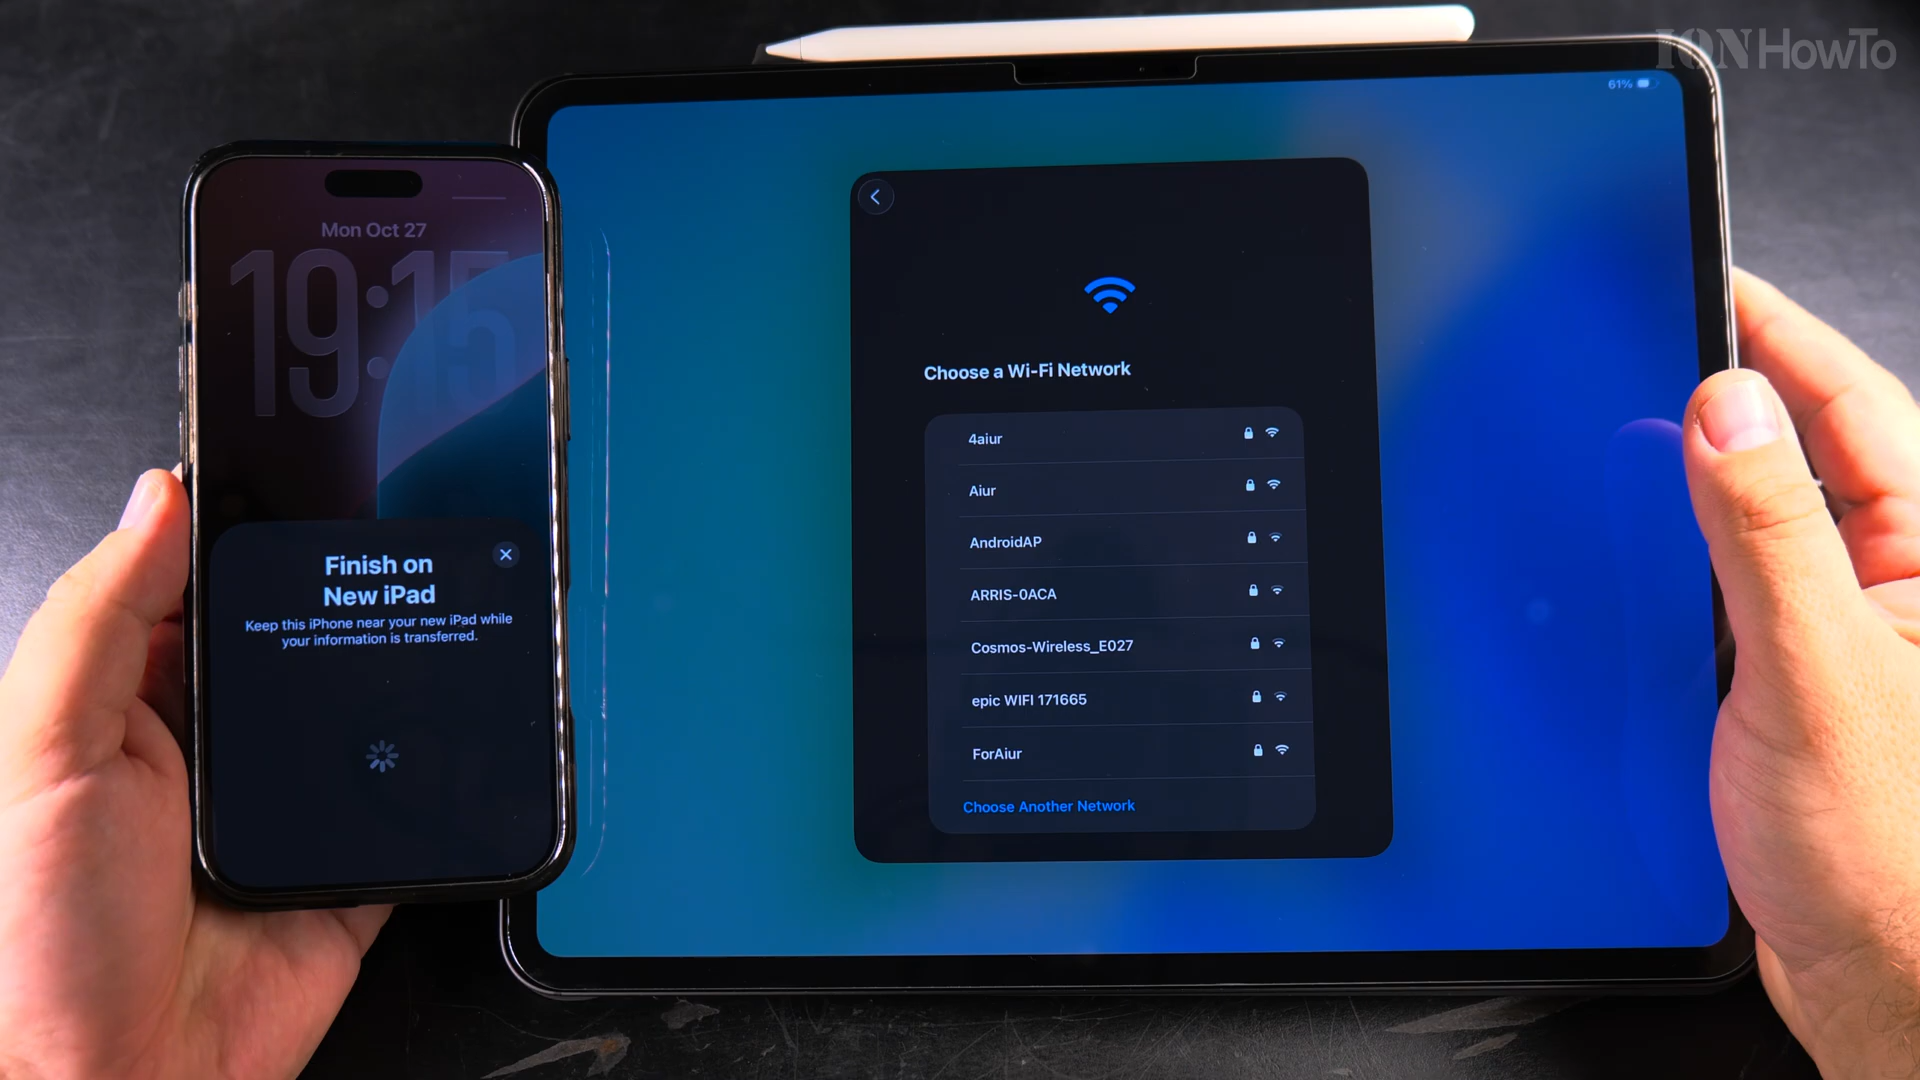 IONHowTo
61%
Mon Oct 27
19:15
Finish on
New iPad
Keep this iPhone near your new iPad while
your information is transferred.
Choose a Wi-Fi Network
4aiur
Aiur
AndroidAP
ARRIS-0ACA
Cosmos-Wireless_E027
epic WIFI 171665
ForAiur
Choose Another Network